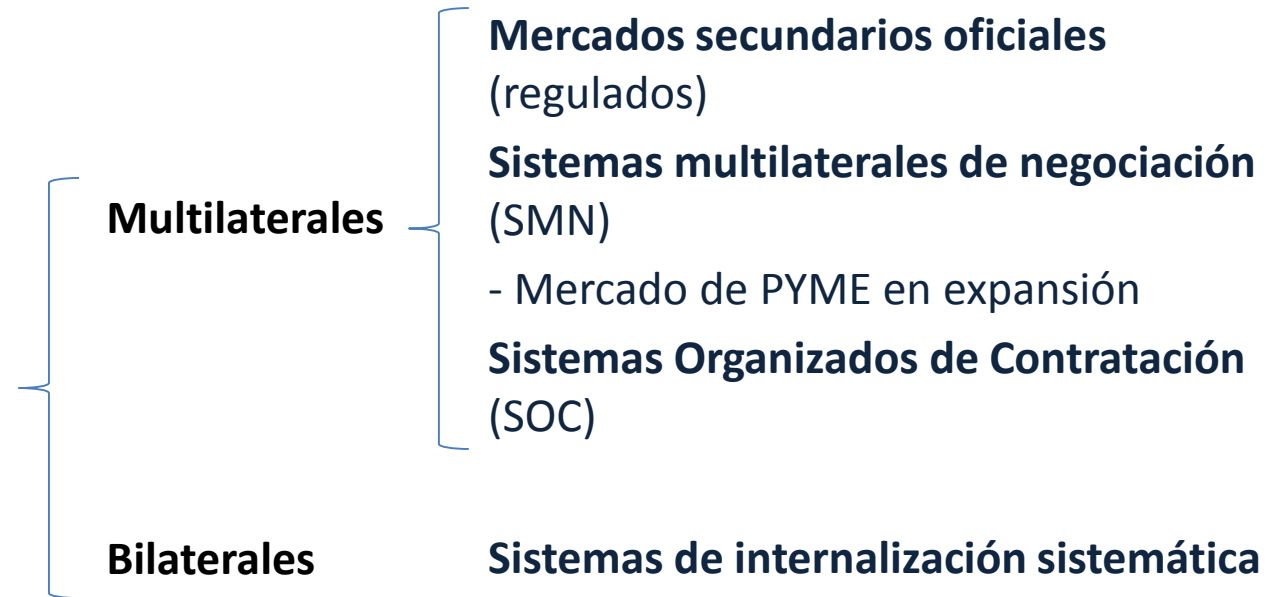 Mercados secundarios oficiales
(regulados)
Sistemas multilaterales de negociación
Multilaterales
(SMN)
- Mercado de PYME en expansión
Sistemas Organizados de Contratación
(SOC)
Bilaterales
Sistemas de internalización sistemática